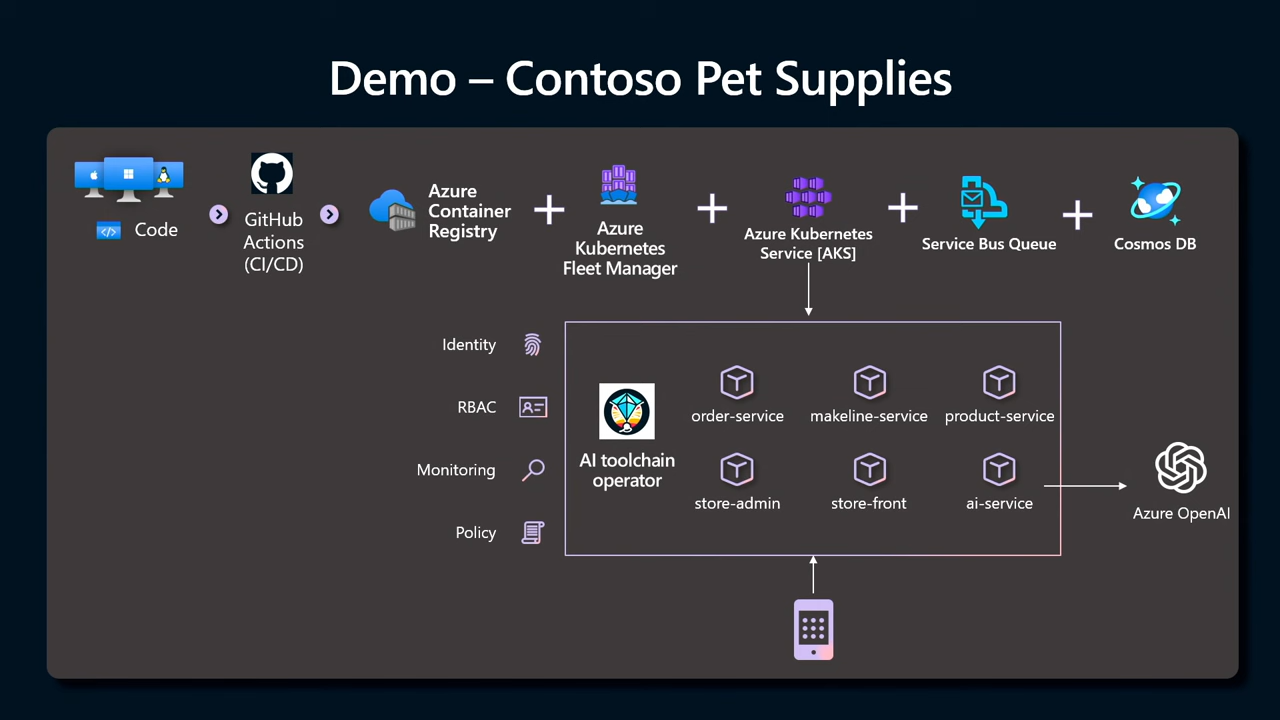 Demo – Contoso Pet Supplies
Code
GitHub
Actions
(CI/CD)
Azure
Container
Registry
Azure
Kubernetes
Fleet Manager
Azure Kubernetes
Service [AKS]
Service Bus Queue
Cosmos DB
Identity
RBAC
Monitoring
Policy
AI toolchain
operator
order-service
makeline-service
product-service
store-admin
store-front
ai-service
Azure OpenAI